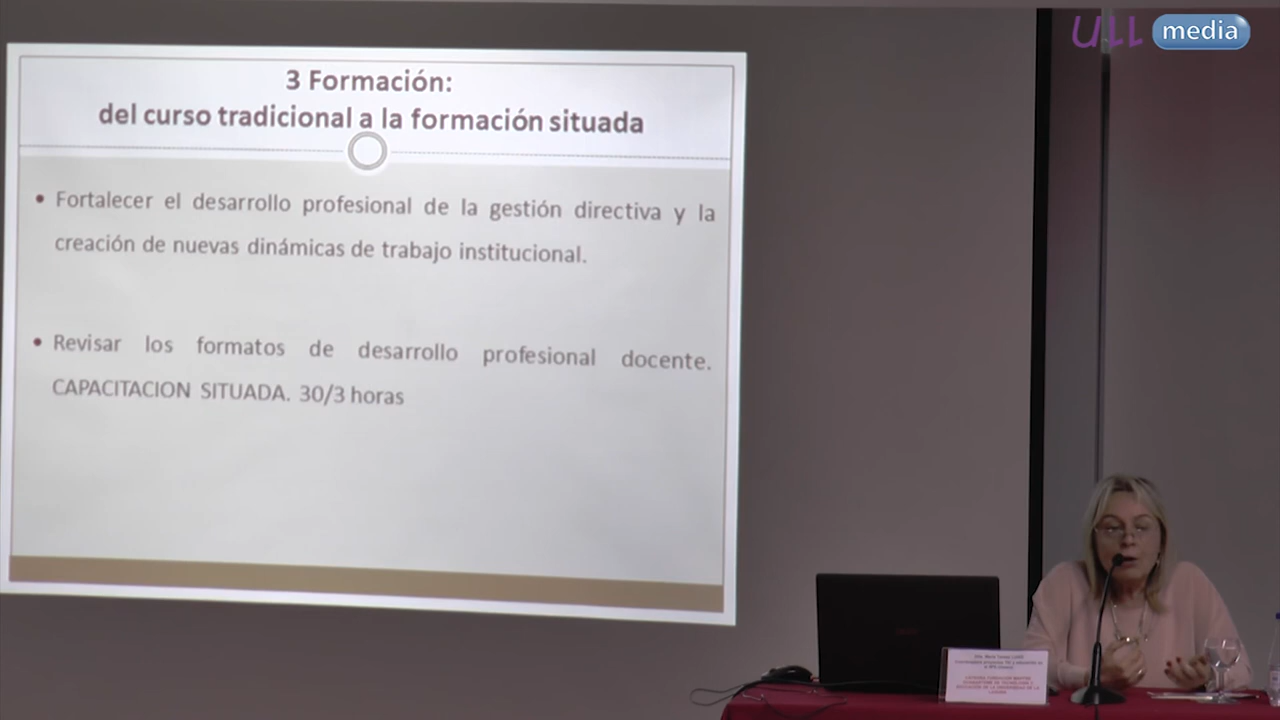 ULL media
3 Formación:
del curso tradicional a la formación situada
• Fortalecer el desarrollo profesional de la gestión directiva y la
creación de nuevas dinámicas de trabajo institucional.
• Revisar los formatos de desarrollo profesional docente.
CAPACITACION SITUADA. 30/3 horas